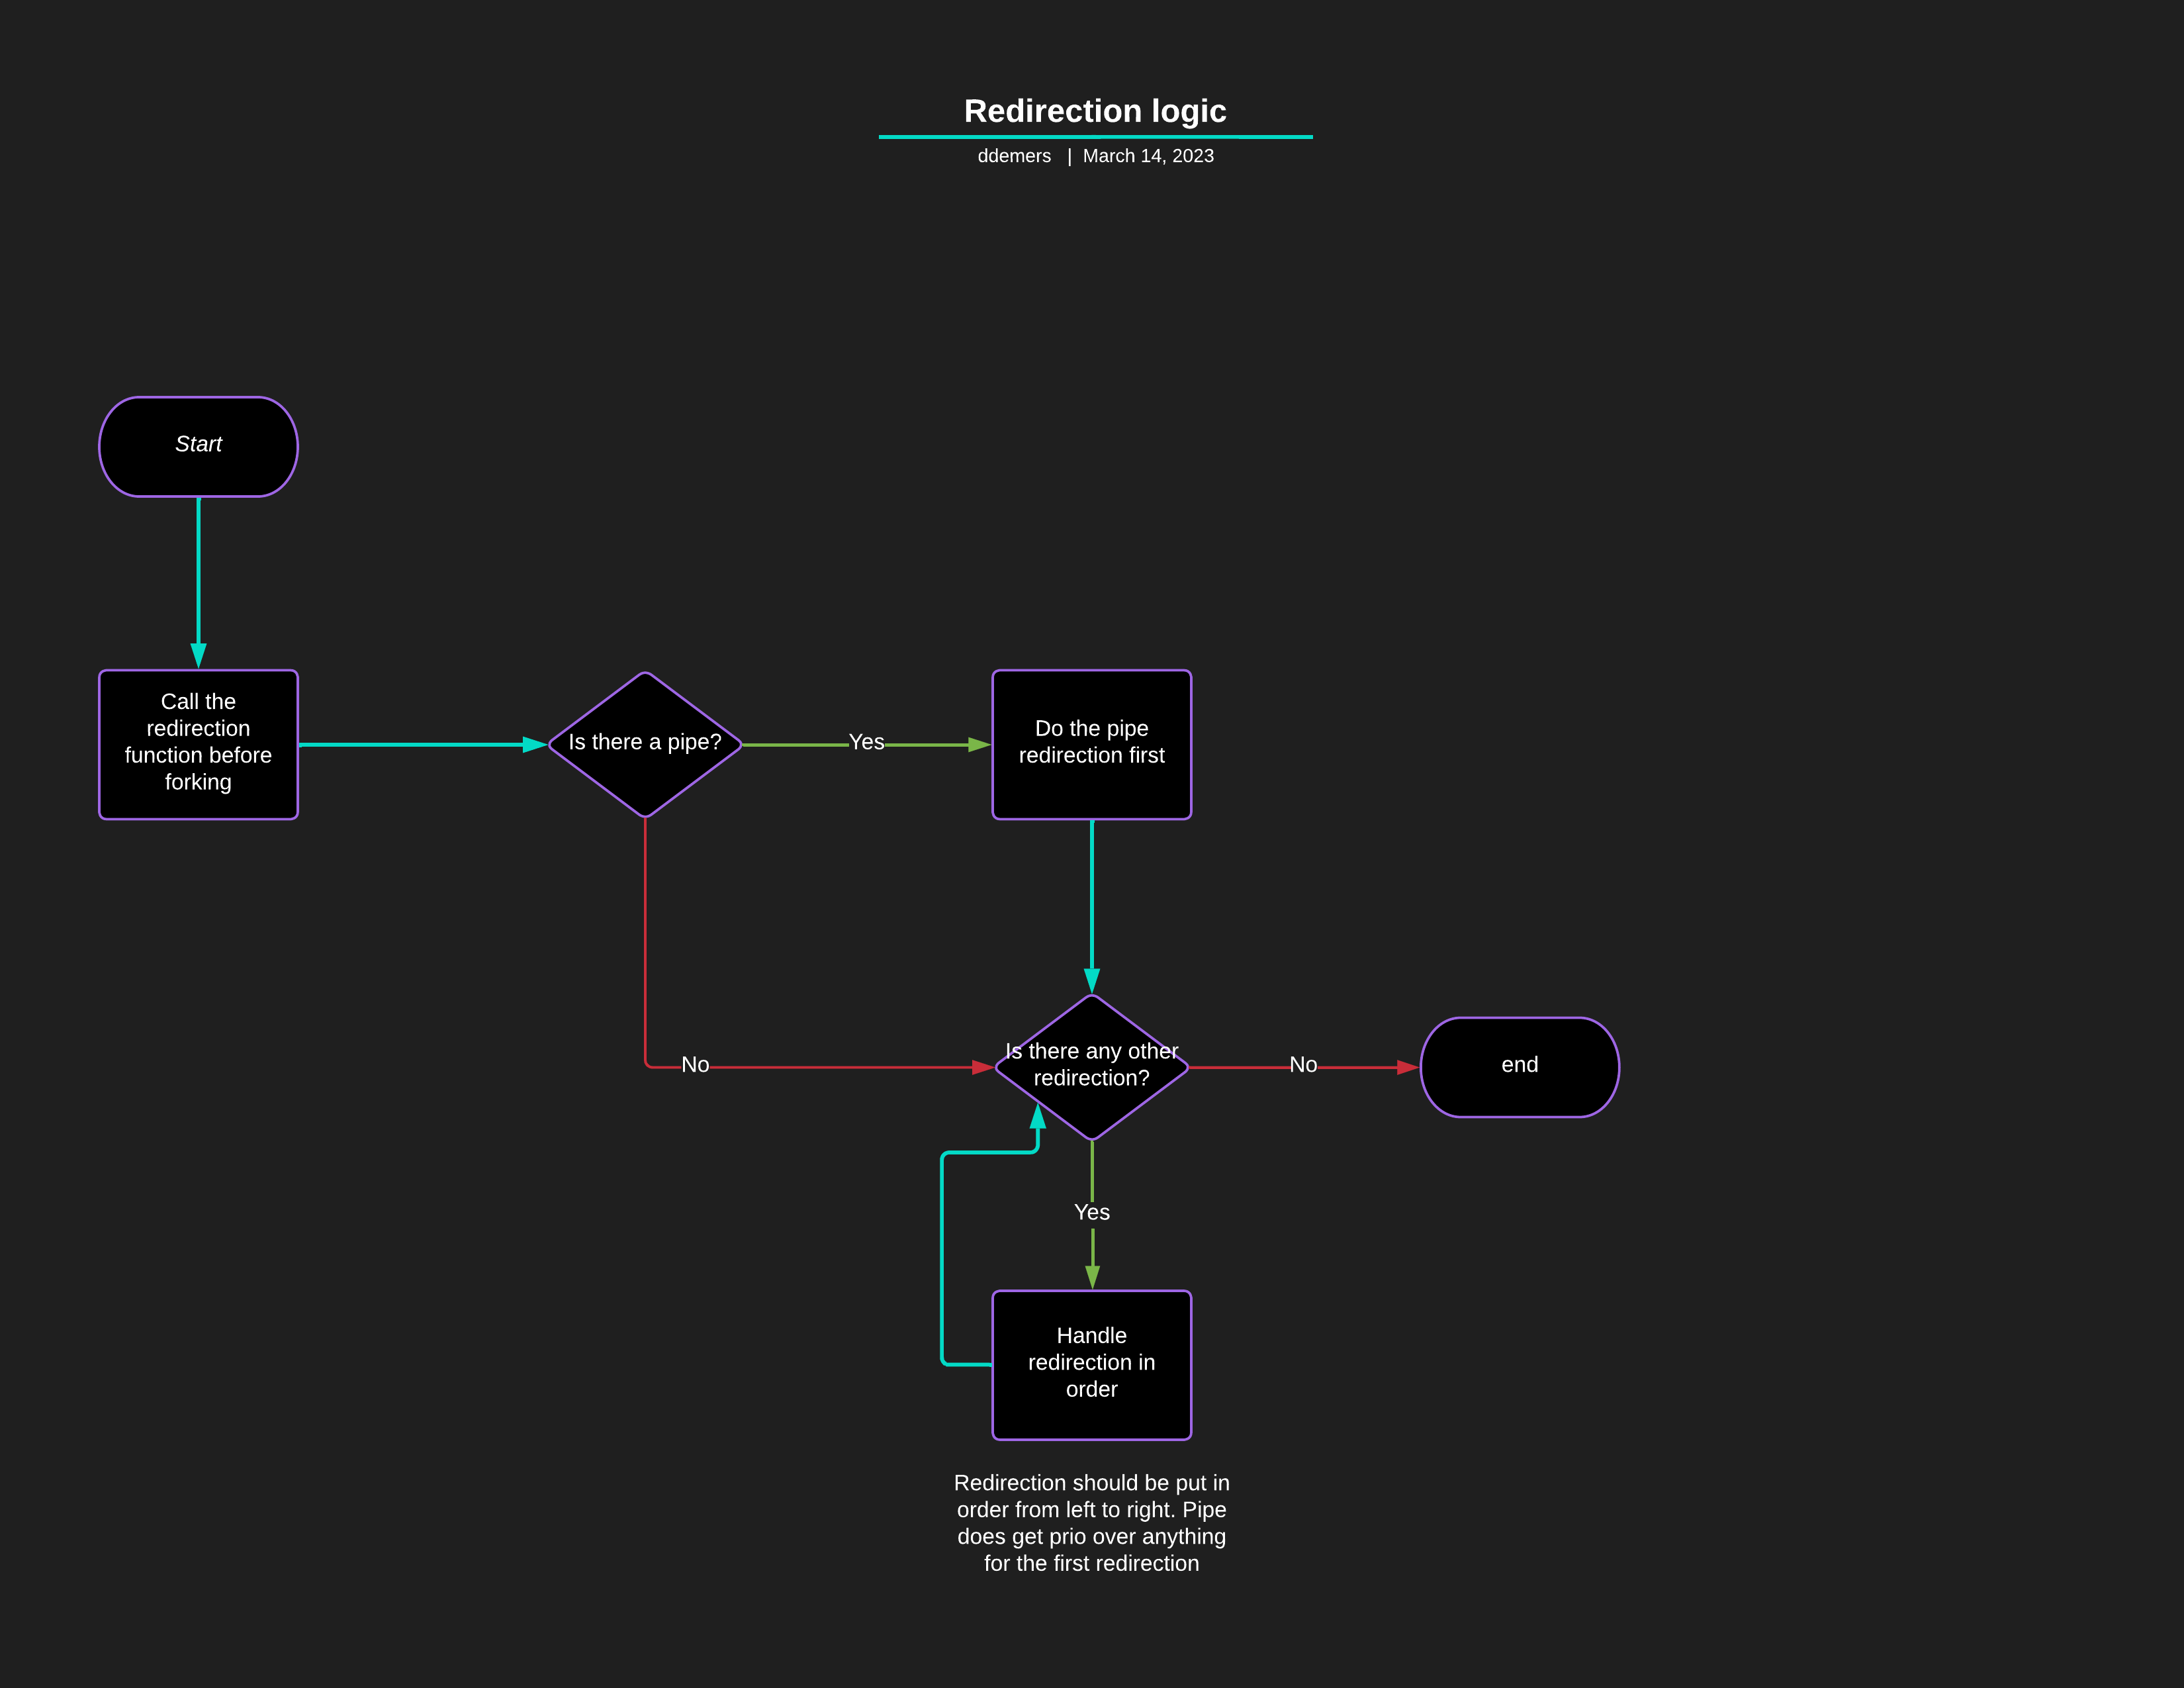 Redirection logic
ddemers | March 14, 2023
Start
Call the
redirection
function before
forking
Is there a pipe?
Yes
Do the pipe
redirection first
No
Is there any other
redirection?
No
end
Yes
Handle
redirection in
order
Redirection should be put in
order from left to right. Pipe
does get prio over anything
for the first redirection